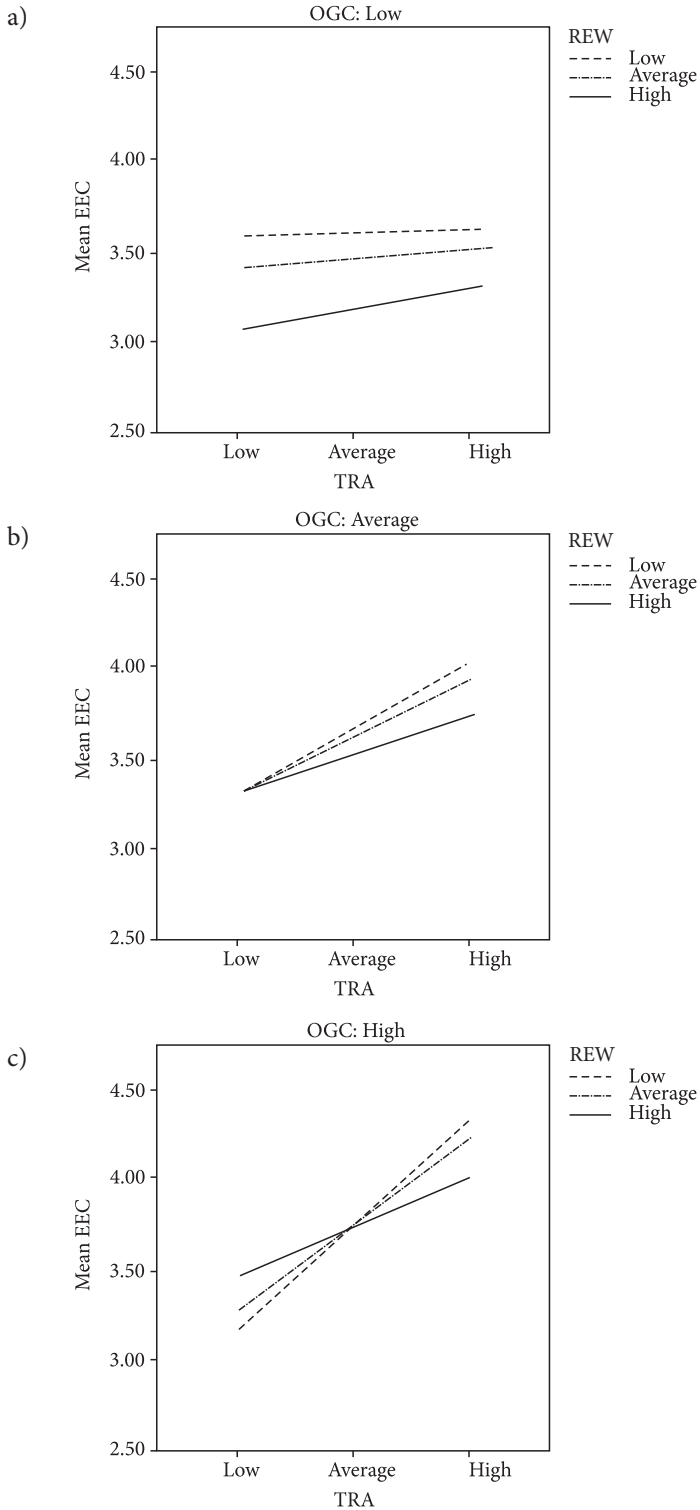 a)
OGC: Low
REW
Low
Average
High
4.50
4.00
3.50
3.00
2.50
Mean EEC
Low Average High
TRA
b)
OGC: Average
REW
Low
Average
High
4.50
4.00
3.50
3.00
2.50
Mean EEC
Low Average High
TRA
c)
OGC: High
REW
Low
Average
High
4.50
4.00
3.50
3.00
2.50
Mean EEC
Low Average High
TRA